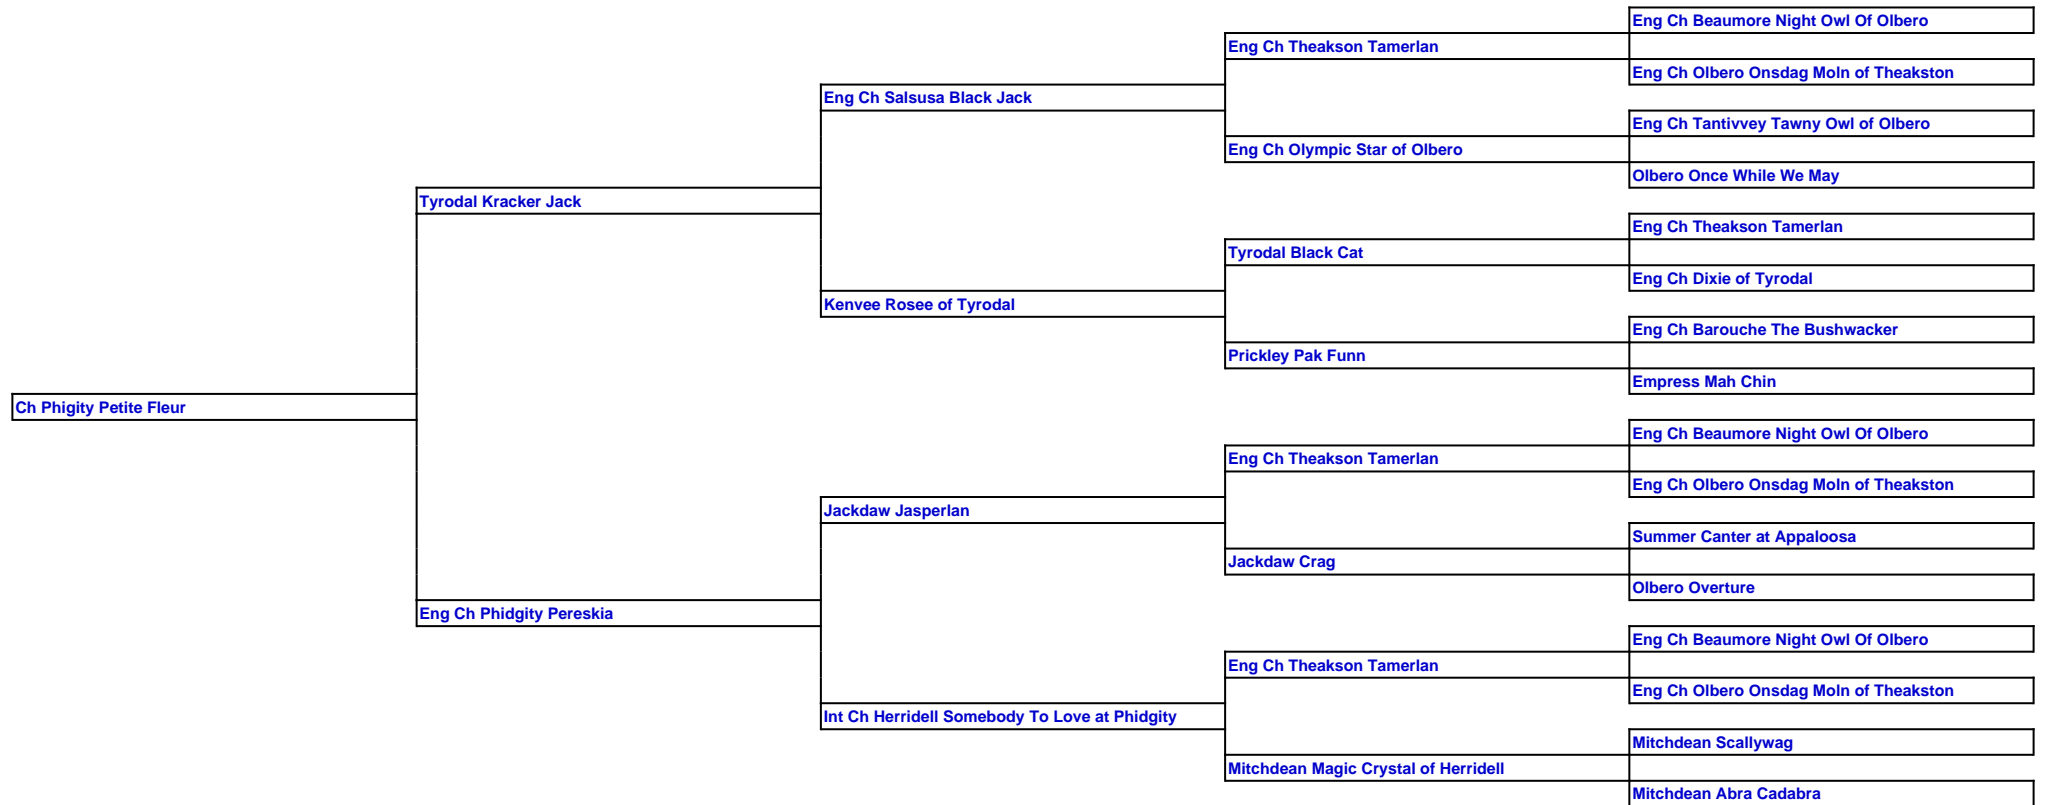 Eng Ch Beaumore Night Owl Of Olbero
Eng Ch Theakson Tamerlan
Eng Ch Olbero Onsdag Moln of Theakston
Eng Ch Salsusa Black Jack
Eng Ch Tantivvey Tawny Owl of Olbero
Eng Ch Olympic Star of Olbero
Olbero Once While We May
Tyrodal Kracker Jack
Eng Ch Theakson Tamerlan
Tyrodal Black Cat
Eng Ch Dixie of Tyrodal
Kenvee Rosee of Tyrodal
Eng Ch Barouche The Bushwacker
Prickley Pak Funn
Empress Mah Chin
Ch Phigity Petite Fleur
Eng Ch Beaumore Night Owl Of Olbero
Eng Ch Theakson Tamerlan
Eng Ch Olbero Onsdag Moln of Theakston
Jackdaw Jasperlan
Summer Canter at Appaloosa
Jackdaw Crag
Olbero Overture
Eng Ch Phidgity Pereskia
Eng Ch Beaumore Night Owl Of Olbero
Eng Ch Theakson Tamerlan
Eng Ch Olbero Onsdag Moln of Theakston
Int Ch Herridell Somebody To Love at Phidgity
Mitchdean Scallywag
Mitchdean Magic Crystal of Herridell
Mitchdean Abra Cadabra